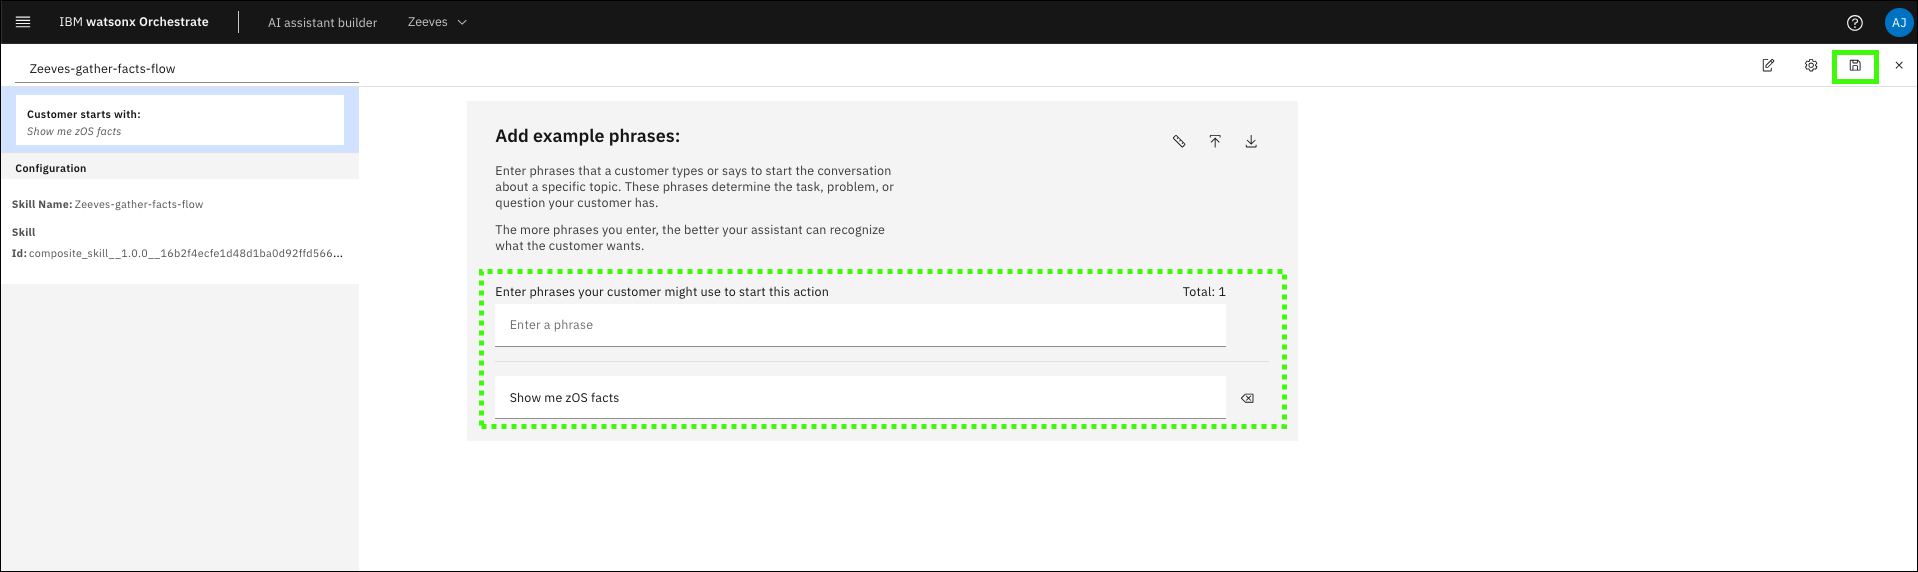 IBM watsonx Orchestrate
AI assistant builder
Zeeves
AJ
Zeeves-gather-facts-flow
Customer starts with:
Show me zOS facts
Configuration
Skill Name: Zeeves-gather-facts-flow
Skill
Id: composite_skill__1.0.0__16b2f4ecfe1d48d1ba0d92ffd566...
Add example phrases:
Enter phrases that a customer types or says to start the conversation
about a specific topic. These phrases determine the task, problem, or
question your customer has.
The more phrases you enter, the better your assistant can recognize
what the customer wants.
Enter phrases your customer might use to start this action
Total: 1
Enter a phrase
Show me zOS facts